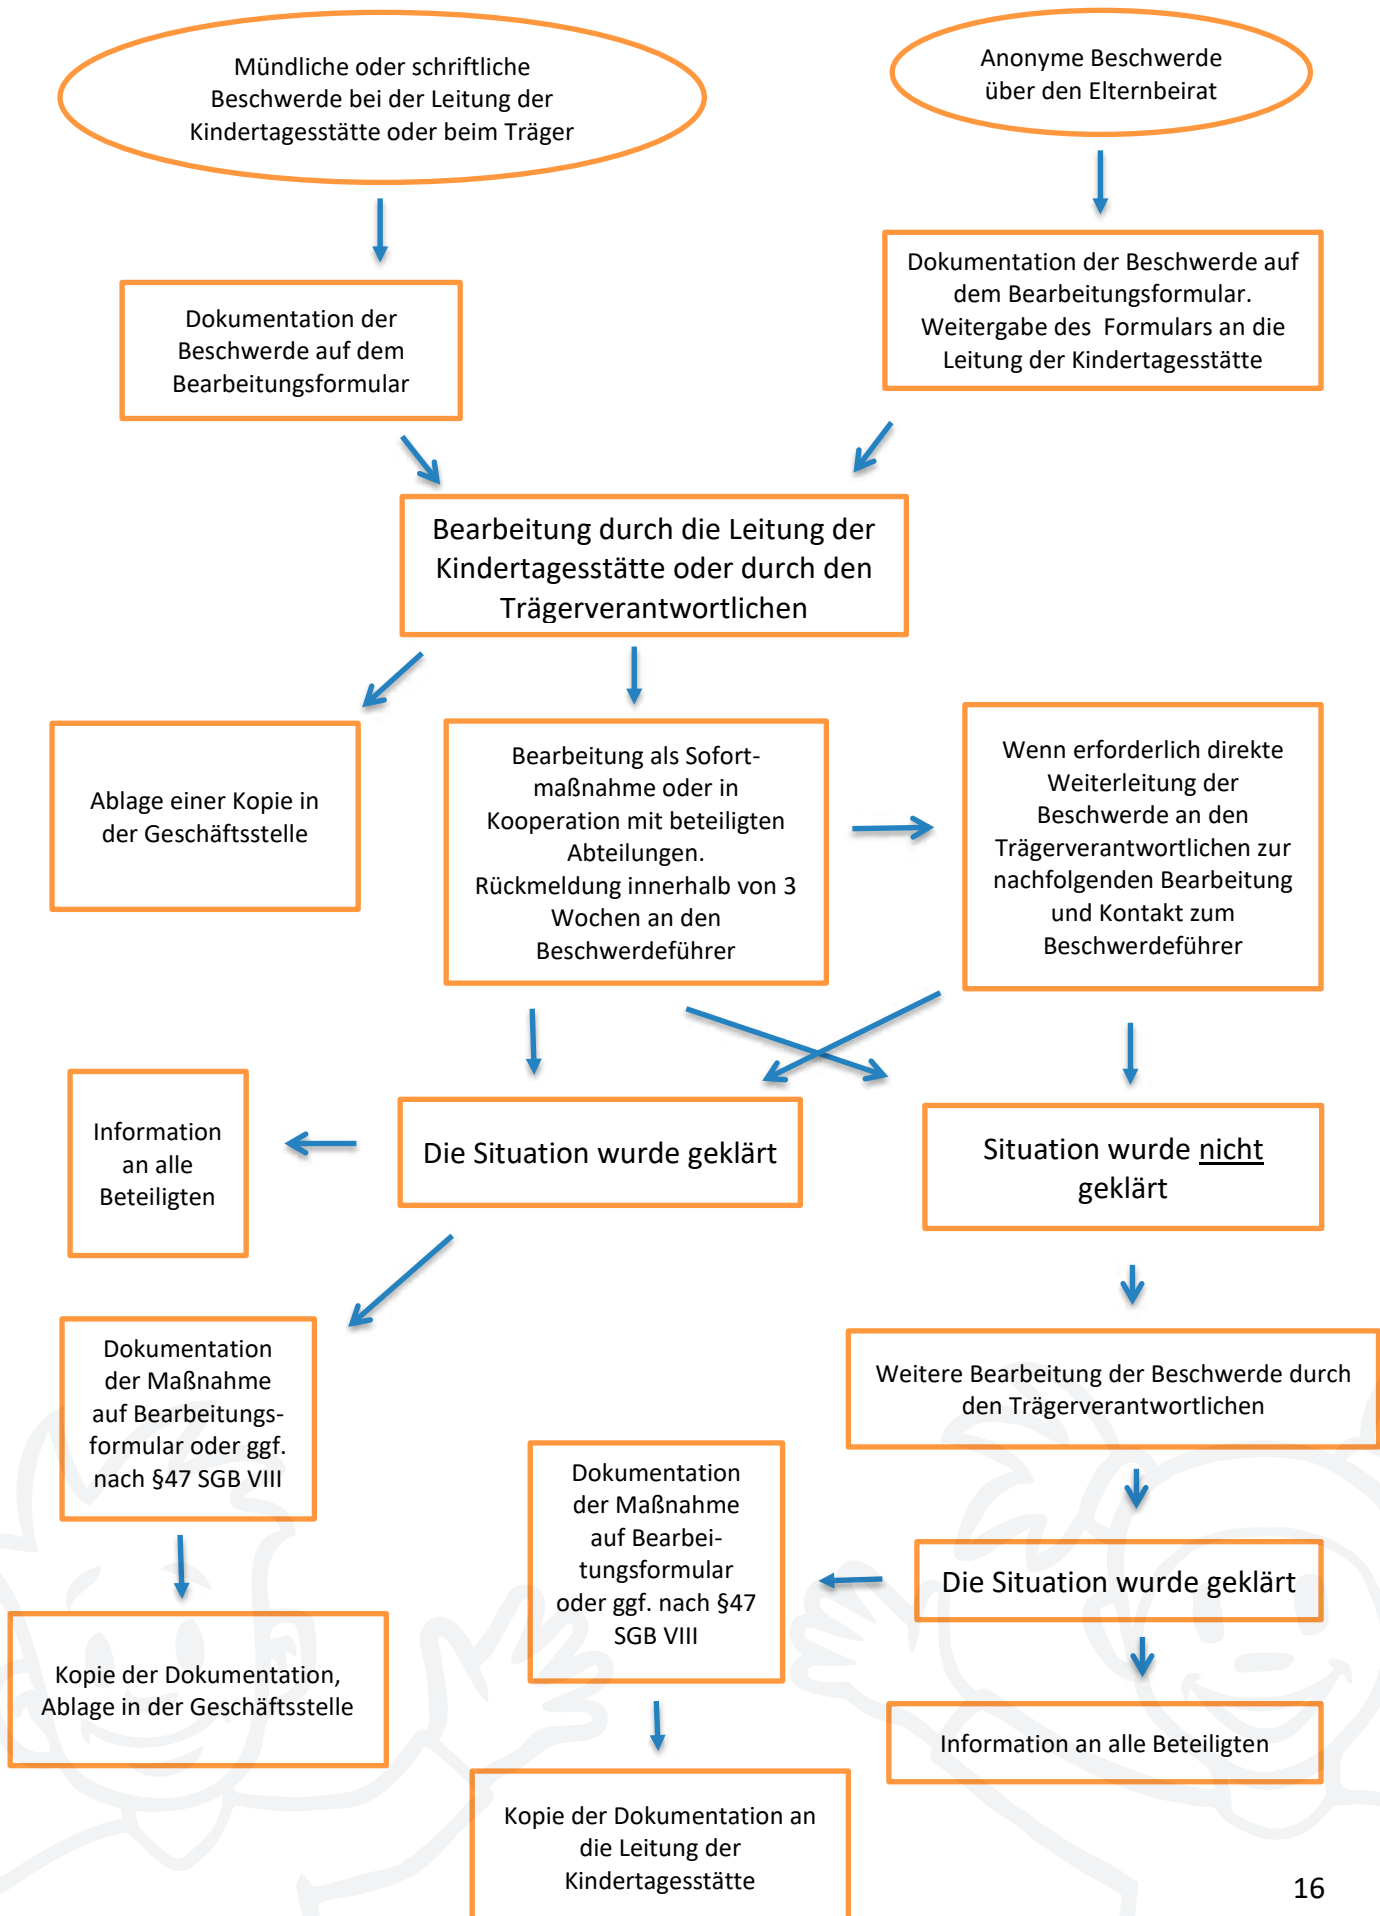 Mündliche oder schriftliche
Beschwerde bei der Leitung der
Kindertagesstätte oder beim Träger
Anonyme Beschwerde
über den Elternbeirat
Dokumentation der
Beschwerde auf dem
Bearbeitungsformular
Dokumentation der Beschwerde auf
dem Bearbeitungsformular.
Weitergabe des Formulars an die
Leitung der Kindertagesstätte
Bearbeitung durch die Leitung der
Kindertagesstätte oder durch den
Trägerverantwortlichen
Ablage einer Kopie in
der Geschäftsstelle
Bearbeitung als Sofort-
maßnahme oder in
Kooperation mit beteiligten
Abteilungen.
Rückmeldung innerhalb von 3
Wochen an den
Beschwerdeführer
Wenn erforderlich direkte
Weiterleitung der
Beschwerde an den
Trägerverantwortlichen zur
nachfolgenden Bearbeitung
und Kontakt zum
Beschwerdeführer
Information
an alle
Beteiligten
Die Situation wurde geklärt
Situation wurde nicht
geklärt
Dokumentation
der Maßnahme
auf Bearbeitungs-
formular oder ggf.
nach §47 SGB VIII
Weitere Bearbeitung der Beschwerde durch
den Trägerverantwortlichen
Dokumentation
der Maßnahme
auf Bearbei-
tungsformular
oder ggf. nach §47
SGB VIII
Die Situation wurde geklärt
Kopie der Dokumentation,
Ablage in der Geschäftsstelle
Information an alle Beteiligten
Kopie der Dokumentation an
die Leitung der
Kindertagesstätte
16